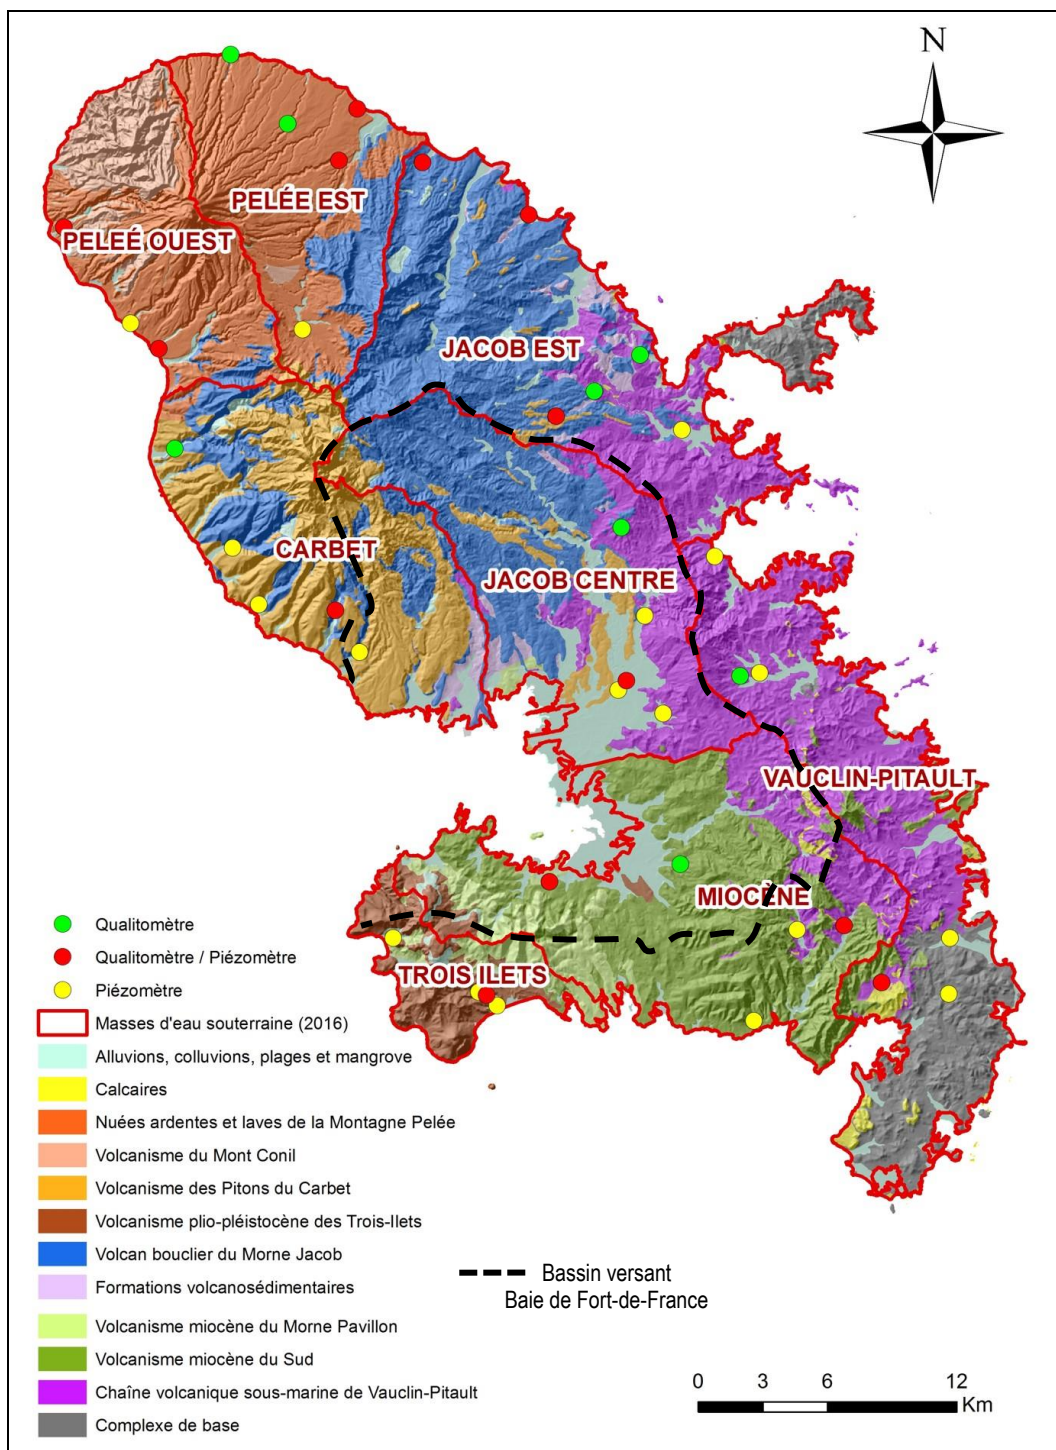 N
PELÉE EST
PELEÉ OUEST
JACOB EST
CARBET
JACOB CENTRE
VAUCLIN-PITAULT
MIOCÈNE
TROIS ILETS
Qualitomètre
Qualitomètre / Piézomètre
Piézomètre
Masses d'eau souterraine (2016)
Alluvions, colluvions, plages et mangrove
Calcaires
Nuées ardentes et laves de la Montagne Pelée
Volcanisme du Mont Conil
Volcanisme des Pitons du Carbet
Volcanisme plio-pléistocène des Trois-Ilets
Volcan bouclier du Morne Jacob
Formations volcanosédimentaires
Volcanisme miocène du Morne Pavillon
Volcanisme miocène du Sud
Chaîne volcanique sous-marine de Vauclin-Pitault
Complexe de base
Bassin versant
Baie de Fort-de-France
0 3 6 12
Km